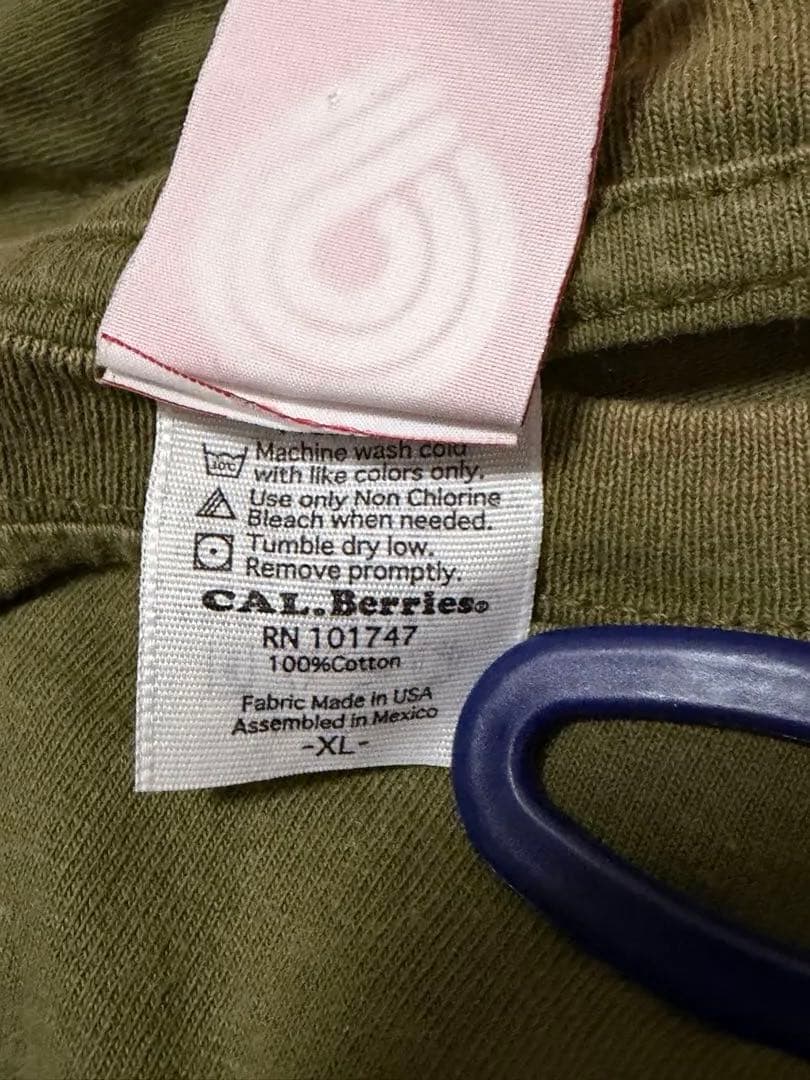 30℃
Machine wash cold
with like colors only.
Use only Non Chlorine
Bleach when needed.
Tumble dry low.
Remove promptly.
CAL.Berries®
RN 101747
100%Cotton
Fabric Made in USA
Assembled in Mexico
-XL-